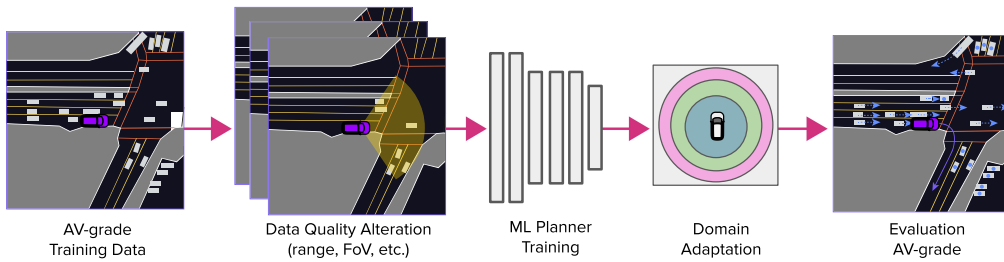 AV-grade
Training Data
Data Quality Alteration
(range, FoV, etc.)
ML Planner
Training
Domain
Adaptation
Evaluation
AV-grade